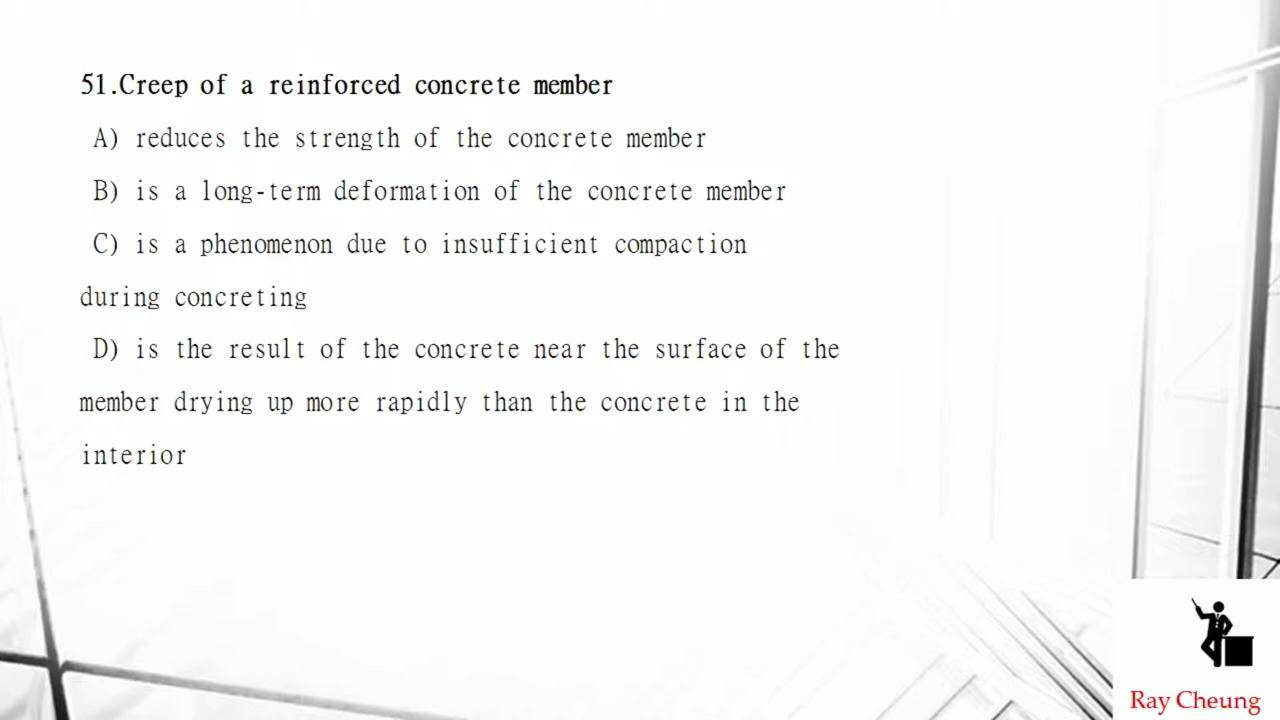 51.Creep of a reinforced concrete member
A) reduces the strength of the concrete member
B) is a long-term deformation of the concrete member
C) is a phenomenon due to insufficient compaction
during concreting
D) is the result of the concrete near the surface of the
member drying up more rapidly than the concrete in the
interior
Ray Cheung